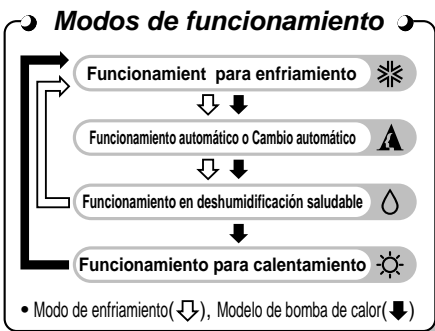 Modos de funcionamiento
Funcionamient para enfriamiento
Funcionamiento automático o Cambio automático
Funcionamiento en deshumidificación saludable
Funcionamiento para calentamiento
• Modo de enfriamiento(⇩), Modelo de bomba de calor(⬇)